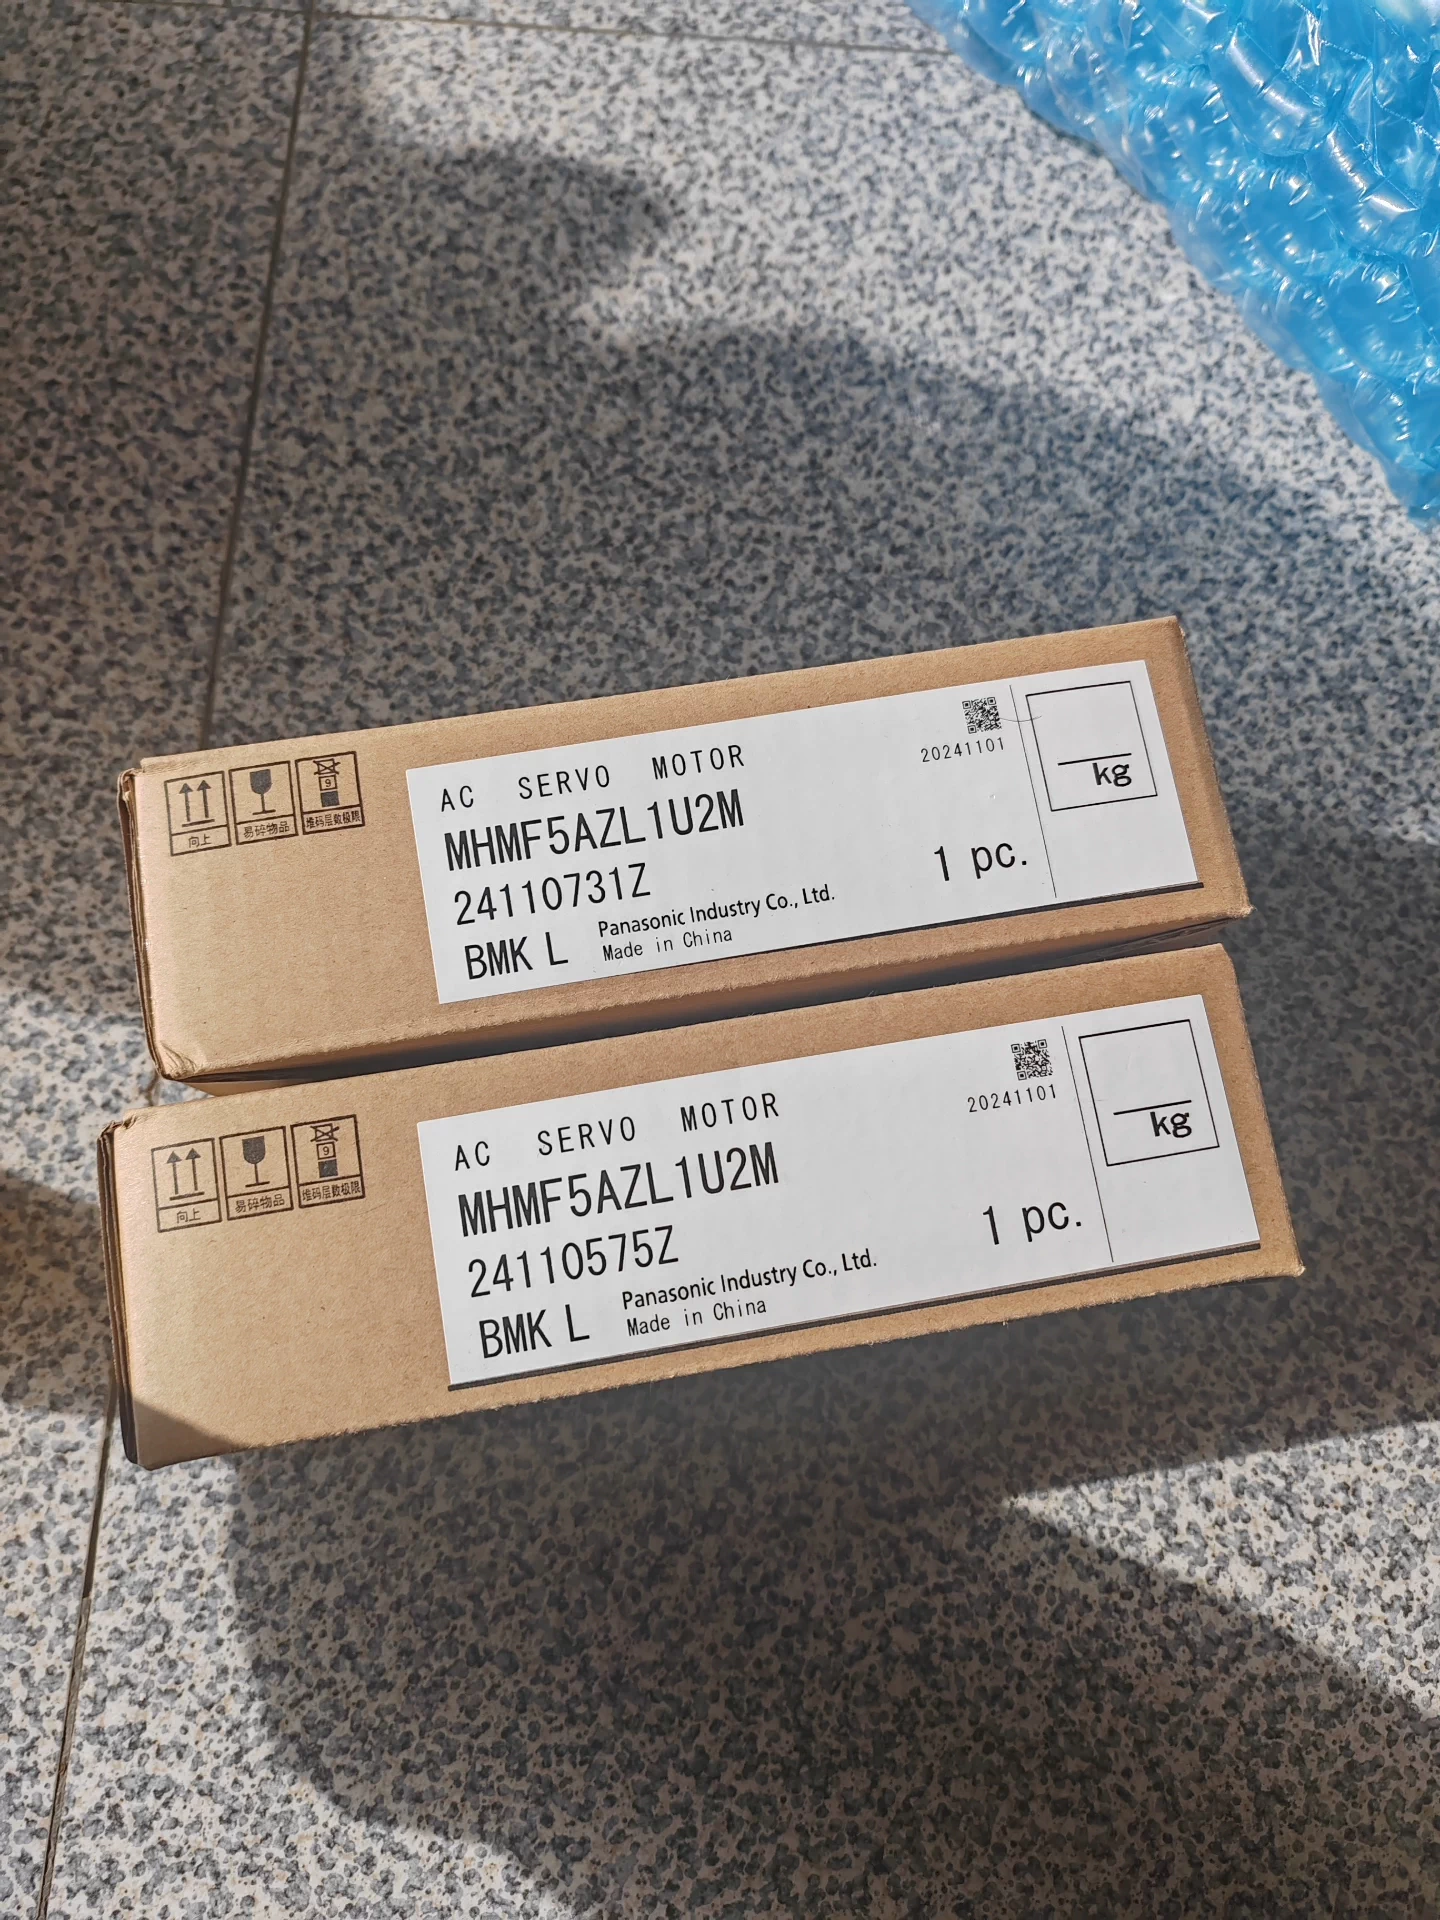 向上
易碎物品
9
堆码层数极限
AC SERVO MOTOR
MHMF5AZL1U2M
24110731Z
BMK L
Panasonic Industry Co., Ltd.
Made in China
20241101
1 pc.
kg
向上
易碎物品
9
堆码层数极限
AC SERVO MOTOR
MHMF5AZL1U2M
24110575Z
BMK L
Panasonic Industry Co., Ltd.
Made in China
20241101
1 pc.
kg